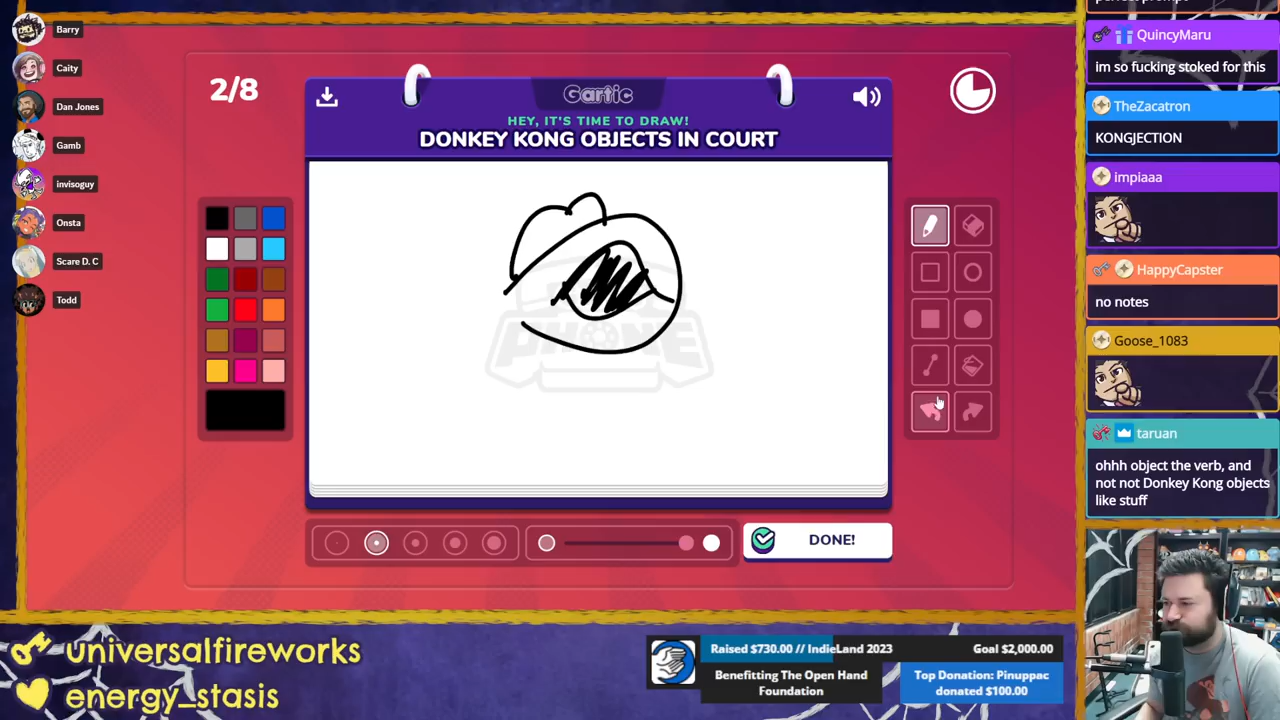 Barry
Caity
Dan Jones
Gamb
invisoguy
Onsta
Scare D. C
Todd
2/8
Gartic
HEY, IT'S TIME TO DRAW!
DONKEY KONG OBJECTS IN COURT
PHONE
DONE!
QuincyMaru
im so fucking stoked for this
TheZacatron
KONGJECTION
impiaaa
HappyCapster
no notes
Goose_1083
taruan
ohhh object the verb, and
not not Donkey Kong objects
like stuff
universalfireworks
energy_stasis
Raised $730.00 // IndieLand 2023
Goal $2,000.00
Benefitting The Open Hand
Foundation
Top Donation: Pinuppac
donated $100.00